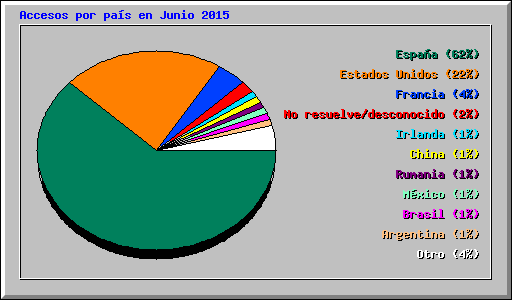 Accesos por país en Junio 2015
España (62%)
Estados Unidos (22%)
Francia (4%)
No resuelve/desconocido (2%)
Irlanda (1%)
China (1%)
Rumania (1%)
México (1%)
Brasil (1%)
Argentina (1%)
Otro (4%)